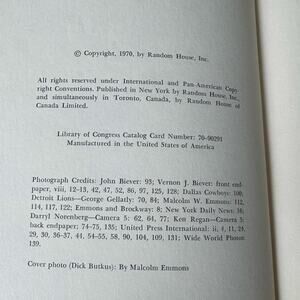 © Copyright, 1970, by Random House, Inc.
All rights reserved under International and Pan-American Copy-
right Conventions. Published in New York by Random House, Inc.,
and simultaneously in Toronto, Canada, by Random House of
Canada Limited.
Library of Congress Catalog Card Number: 70-90291
Manufactured in the United States of America
Photograph Credits: John Biever: 93; Vernon J. Biever: front end-
paper, viii, 12-13, 42, 47, 52, 86, 97, 125, 128; Dallas Cowboys: 100;
Detroit Lions—George Gellatly: 70, 84; Malcolm W. Emmons: 112,
114, 117, 122; Emmons and Brockway: 8; New York Daily News: 36;
Darryl Norenberg—Camera 5: 62, 64, 77; Ken Regan—Camera 5:
back endpaper; 74-75, 135; United Press International: ii, 4, 11, 24,
29, 30, 36-37, 44, 54-55, 58, 90, 104, 109, 131; Wide World Photos:
139.
Cover photo (Dick Butkus): By Malcolm Emmons